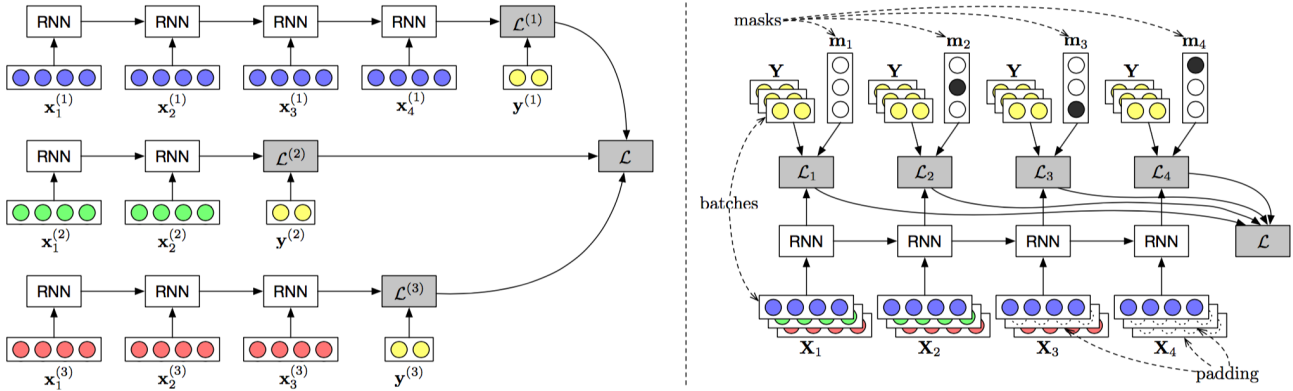 RNN RNN RNN RNN ℒ⁽¹⁾
x₁⁽¹⁾ x₂⁽¹⁾ x₃⁽¹⁾ x₄⁽¹⁾ y⁽¹⁾
RNN RNN ℒ⁽²⁾ ℒ
x₁⁽²⁾ x₂⁽²⁾ y⁽²⁾
RNN RNN RNN ℒ⁽³⁾
x₁⁽³⁾ x₂⁽³⁾ x₃⁽³⁾ y⁽³⁾
masks
m₁ m₂ m₃ m₄
Y Y Y Y
ℒ₁ ℒ₂ ℒ₃ ℒ₄
batches
RNN RNN RNN RNN ℒ
X₁ X₂ X₃ X₄
padding